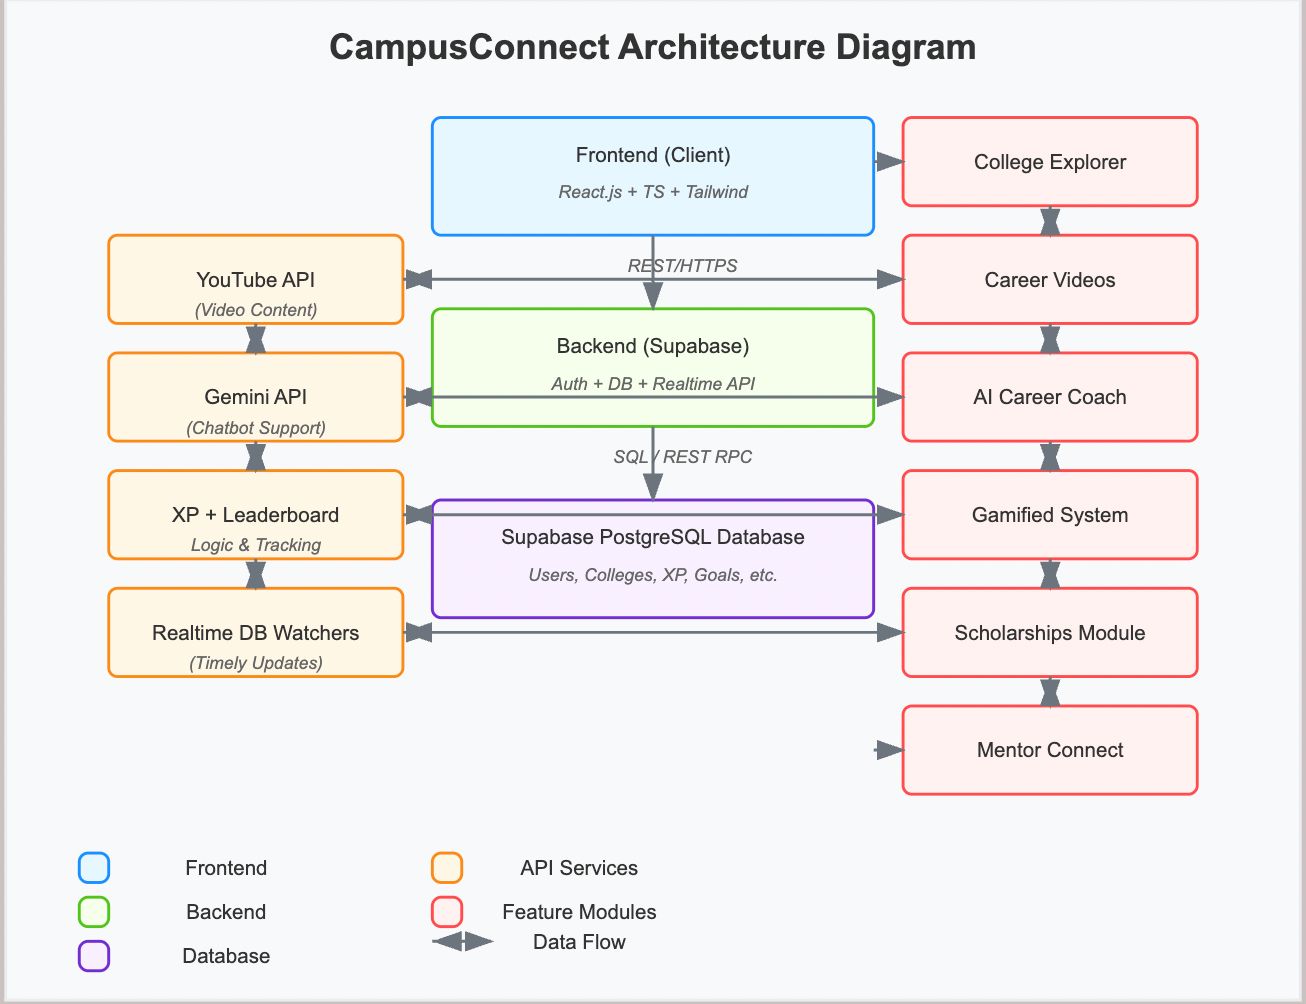 CampusConnect Architecture Diagram
Frontend (Client)
React.js + TS + Tailwind
College Explorer
YouTube API
(Video Content)
REST/HTTPS
Career Videos
Backend (Supabase)
Auth + DB + Realtime API
Gemini API
(Chatbot Support)
AI Career Coach
SQL / REST RPC
XP + Leaderboard
Logic & Tracking
Supabase PostgreSQL Database
Users, Colleges, XP, Goals, etc.
Gamified System
Realtime DB Watchers
(Timely Updates)
Scholarships Module
Mentor Connect
Frontend
Backend
Database
API Services
Feature Modules
Data Flow